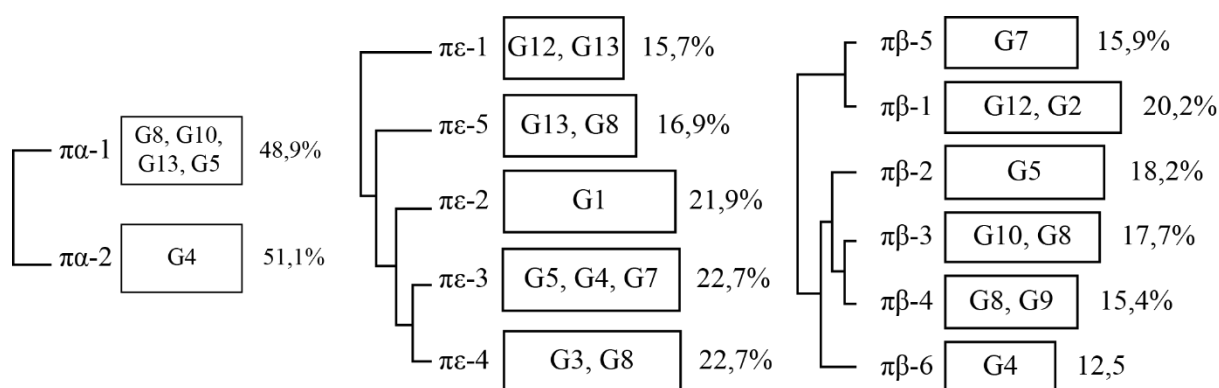 πα-1 G8, G10, G13, G5 48,9%
πα-2 G4 51,1%
πε-1 G12, G13 15,7%
πε-5 G13, G8 16,9%
πε-2 G1 21,9%
πε-3 G5, G4, G7 22,7%
πε-4 G3, G8 22,7%
πβ-5 G7 15,9%
πβ-1 G12, G2 20,2%
πβ-2 G5 18,2%
πβ-3 G10, G8 17,7%
πβ-4 G8, G9 15,4%
πβ-6 G4 12,5